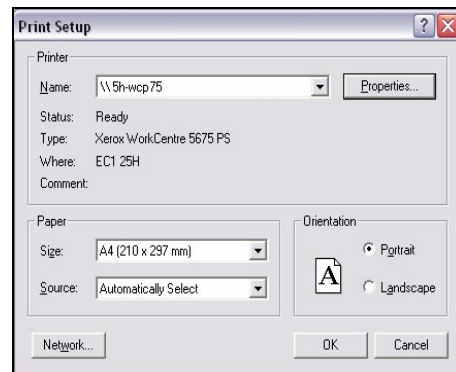 Print Setup
Printer
Name: \\5h-wcp75 Properties...
Status: Ready
Type: Xerox WorkCentre 5675 PS
Where: EC1 25H
Comment:
Paper Orientation
Size: A4 (210 x 297 mm) Portrait
A
Source: Automatically Select Landscape
Network... OK Cancel